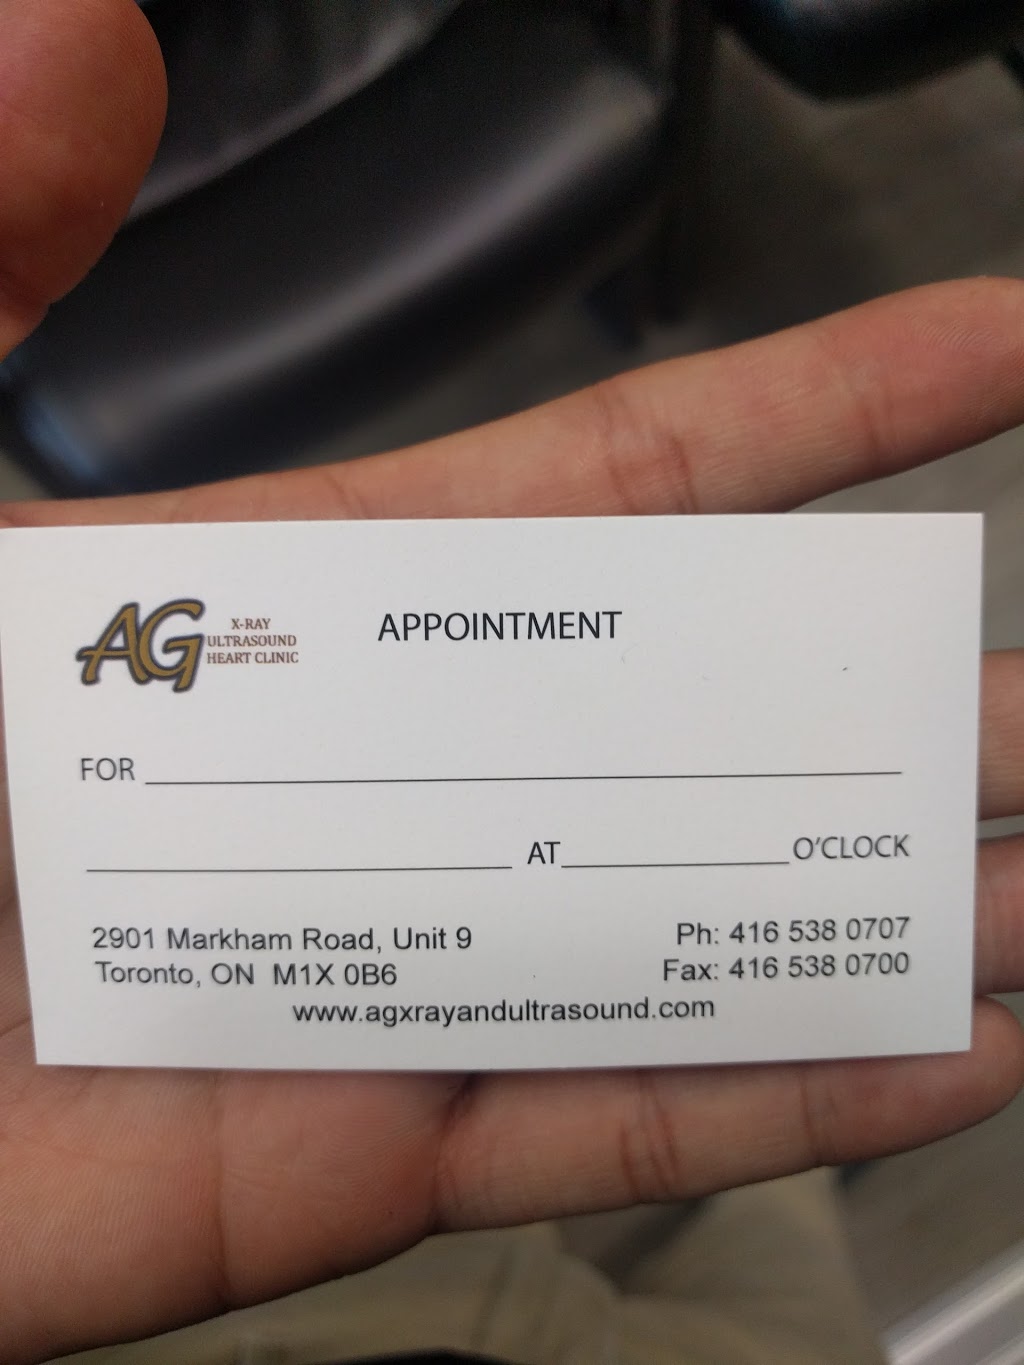 AG
X-RAY
ULTRASOUND
HEART CLINIC
APPOINTMENT
FOR
AT O'CLOCK
2901 Markham Road, Unit 9
Toronto, ON M1X 0B6
Ph: 416 538 0707
Fax: 416 538 0700
www.agxrayandultrasound.com